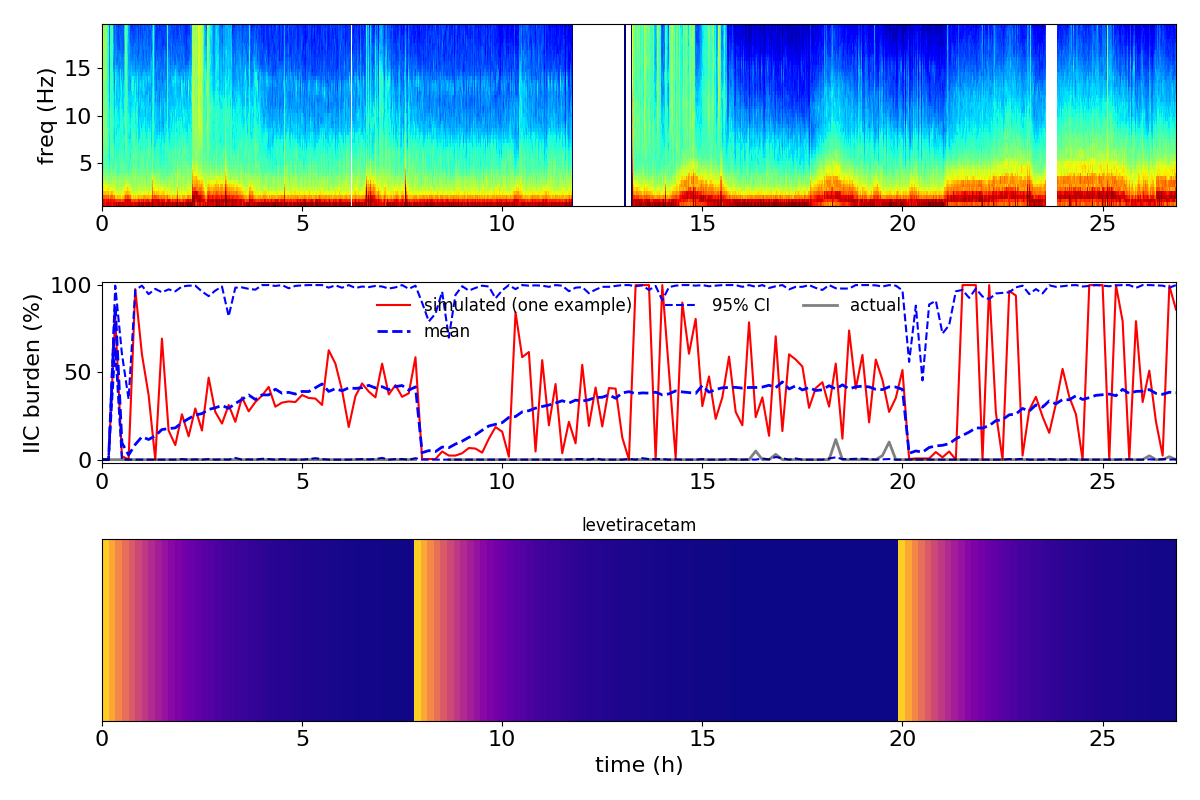 freq (Hz)
15
10
5
0 5 10 15 20 25
IIC burden (%)
100
50
0
simulated (one example) 95% CI actual
mean
0 5 10 15 20 25
levetiracetam
0 5 10 15 20 25
time (h)